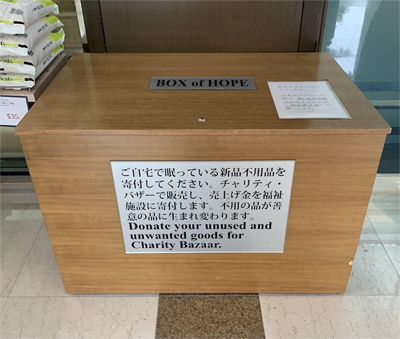 BOX of HOPE
ご自宅で眠っている新品不用品を
寄付してください。チャリティ・
バザーで販売し、売上げ金を福祉
施設に寄付します。不用の品が善
意の品に生まれ変わります。
Donate your unused and
unwanted goods for
Charity Bazaar.
$35